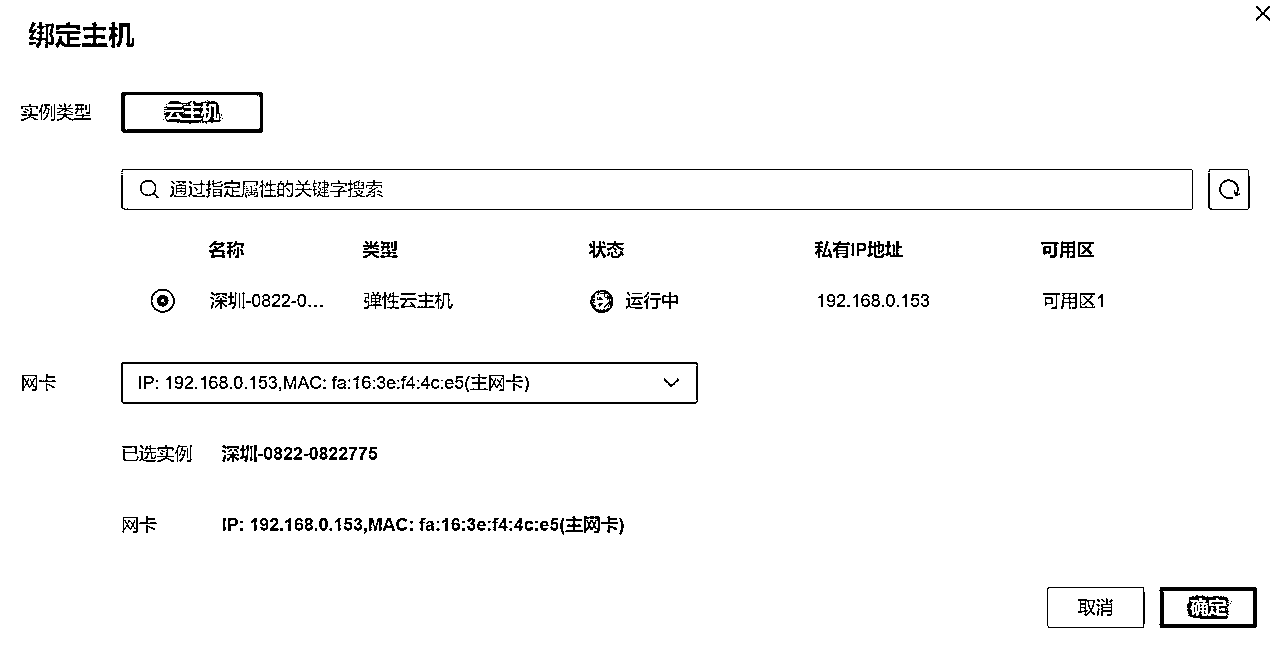 绑定主机
实例类型 云主机
通过指定属性的关键字搜索
名称 类型 状态 私有IP地址 可用区
深圳-0822-0... 弹性云主机 运行中 192.168.0.153 可用区1
网卡 IP: 192.168.0.153,MAC: fa:16:3e:f4:4c:e5(主网卡)
已选实例 深圳-0822-0822775
网卡 IP: 192.168.0.153,MAC: fa:16:3e:f4:4c:e5(主网卡)
取消 确定